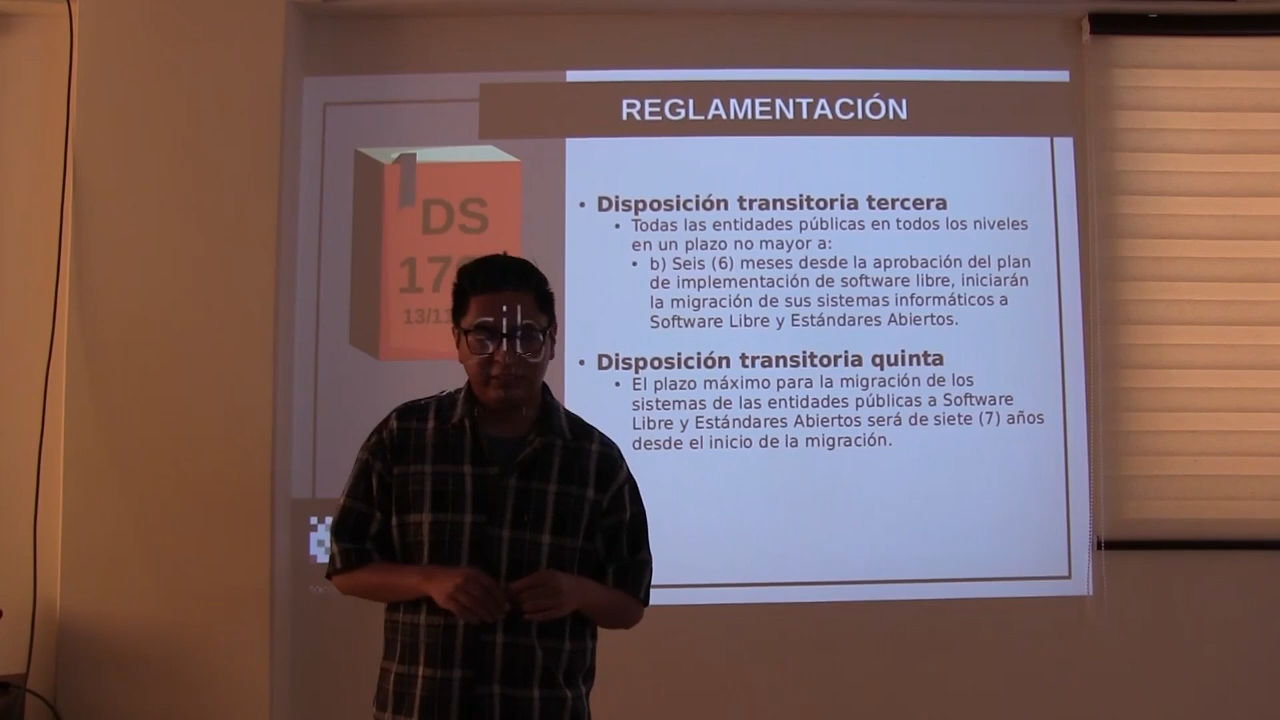 REGLAMENTACIÓN
DS
13/11
• Disposición transitoria tercera
• Todas las entidades públicas en todos los niveles
en un plazo no mayor a:
• b) Seis (6) meses desde la aprobación del plan
de implementación de software libre, iniciarán
la migración de sus sistemas informáticos a
Software Libre y Estándares Abiertos.
• Disposición transitoria quinta
• El plazo máximo para la migración de los
sistemas de las entidades públicas a Software
Libre y Estándares Abiertos será de siete (7) años
desde el inicio de la migración.